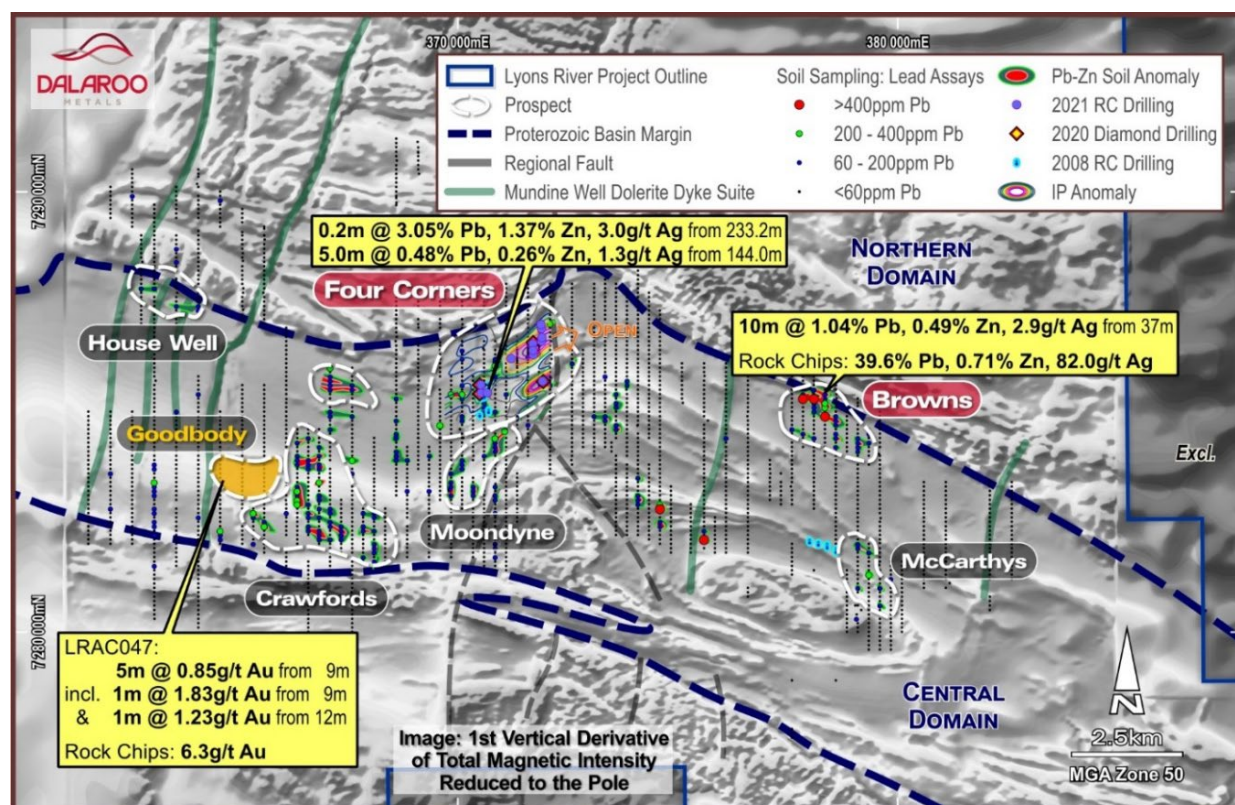 DALAROO
METALS
370 000mE
380 000mE
7290 000mN
7280 000mN
Lyons River Project Outline
Prospect
Proterozoic Basin Margin
Regional Fault
Mundine Well Dolerite Dyke Suite
Soil Sampling: Lead Assays
>400ppm Pb
200 - 400ppm Pb
60 - 200ppm Pb
<60ppm Pb
Pb-Zn Soil Anomaly
2021 RC Drilling
2020 Diamond Drilling
2008 RC Drilling
IP Anomaly
0.2m @ 3.05% Pb, 1.37% Zn, 3.0g/t Ag from 233.2m
5.0m @ 0.48% Pb, 0.26% Zn, 1.3g/t Ag from 144.0m
NORTHERN
DOMAIN
Four Corners
OPEN
House Well
10m @ 1.04% Pb, 0.49% Zn, 2.9g/t Ag from 37m
Rock Chips: 39.6% Pb, 0.71% Zn, 82.0g/t Ag
Browns
Goodbody
Excl.
Moondyne
McCarthys
Crawfords
LRAC047:
5m @ 0.85g/t Au from 9m
incl. 1m @ 1.83g/t Au from 9m
& 1m @ 1.23g/t Au from 12m
Rock Chips: 6.3g/t Au
CENTRAL
DOMAIN
Image: 1st Vertical Derivative
of Total Magnetic Intensity
Reduced to the Pole
N
2.5km
MGA Zone 50